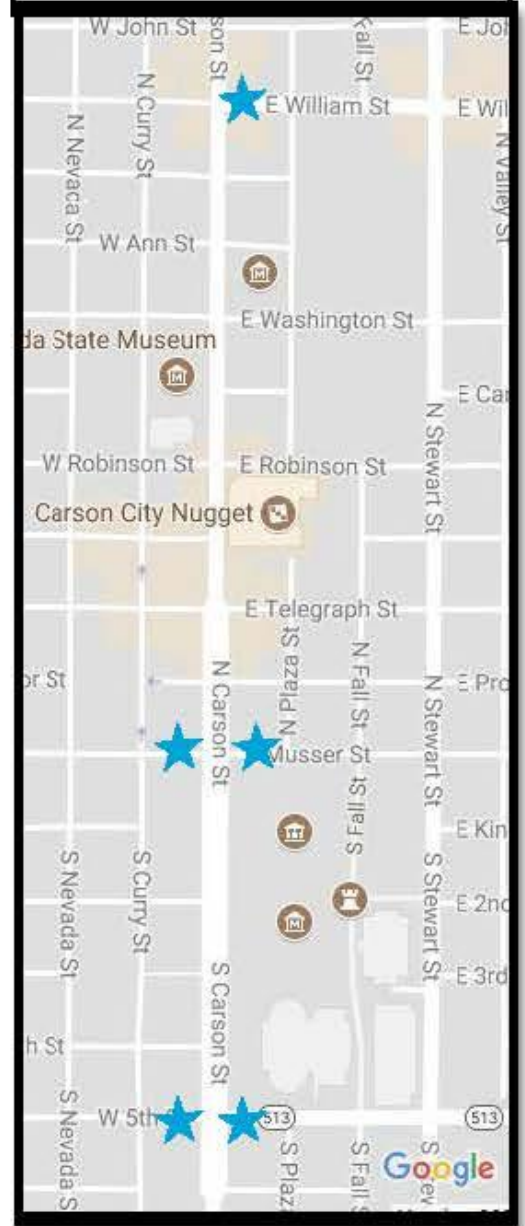 W John St
son St
Fall St
E Joh
N Curry St
E William St
E Wil
N Nevaca St
N Valley St
W Ann St
E Washington St
da State Museum
E Car
N Stewart St
W Robinson St
E Robinson St
Carson City Nugget
E Telegraph St
N Plaza St
or St
N Carson St
N Fall St
N Stewart St
E Pro
Musser St
S Fall St
E Kin
S Nevada St
S Curry St
S Stewart St
E 2nd
E 3rd
S Carson St
h St
W 5th
513
513
S Nevada S
S Plaz
S Fall S
Google